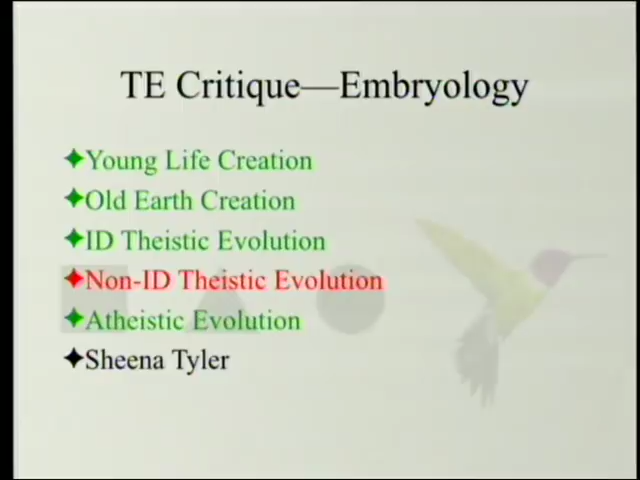 TE Critique—Embryology
Young Life Creation
Old Earth Creation
ID Theistic Evolution
Non-ID Theistic Evolution
Atheistic Evolution
Sheena Tyler